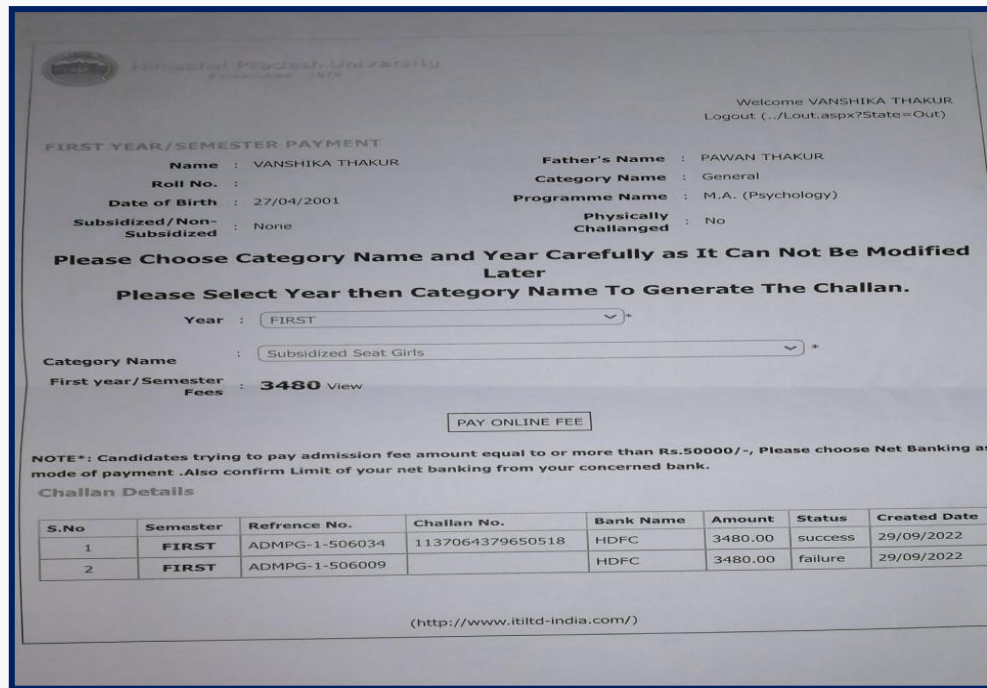 Himachal Pradesh University
Established 1970
Welcome VANSHIKA THAKUR
Logout (../Lout.aspx?State=Out)
FIRST YEAR/SEMESTER PAYMENT
Name : VANSHIKA THAKUR Father's Name : PAWAN THAKUR
Roll No. : Category Name : General
Date of Birth : 27/04/2001 Programme Name : M.A. (Psychology)
Subsidized/Non-Subsidized : None Physically Challanged : No
Please Choose Category Name and Year Carefully as It Can Not Be Modified
Later
Please Select Year then Category Name To Generate The Challan.
Year : FIRST *
Category Name : Subsidized Seat Girls *
First year/Semester Fees : 3480 View
PAY ONLINE FEE
NOTE*: Candidates trying to pay admission fee amount equal to or more than Rs.50000/-, Please choose Net Banking as
mode of payment .Also confirm Limit of your net banking from your concerned bank.
Challan Details
S.No Semester Refrence No. Challan No. Bank Name Amount Status Created Date
1 FIRST ADMPG-1-506034 1137064379650518 HDFC 3480.00 success 29/09/2022
2 FIRST ADMPG-1-506009 HDFC 3480.00 failure 29/09/2022
(http://www.itiltd-india.com/)